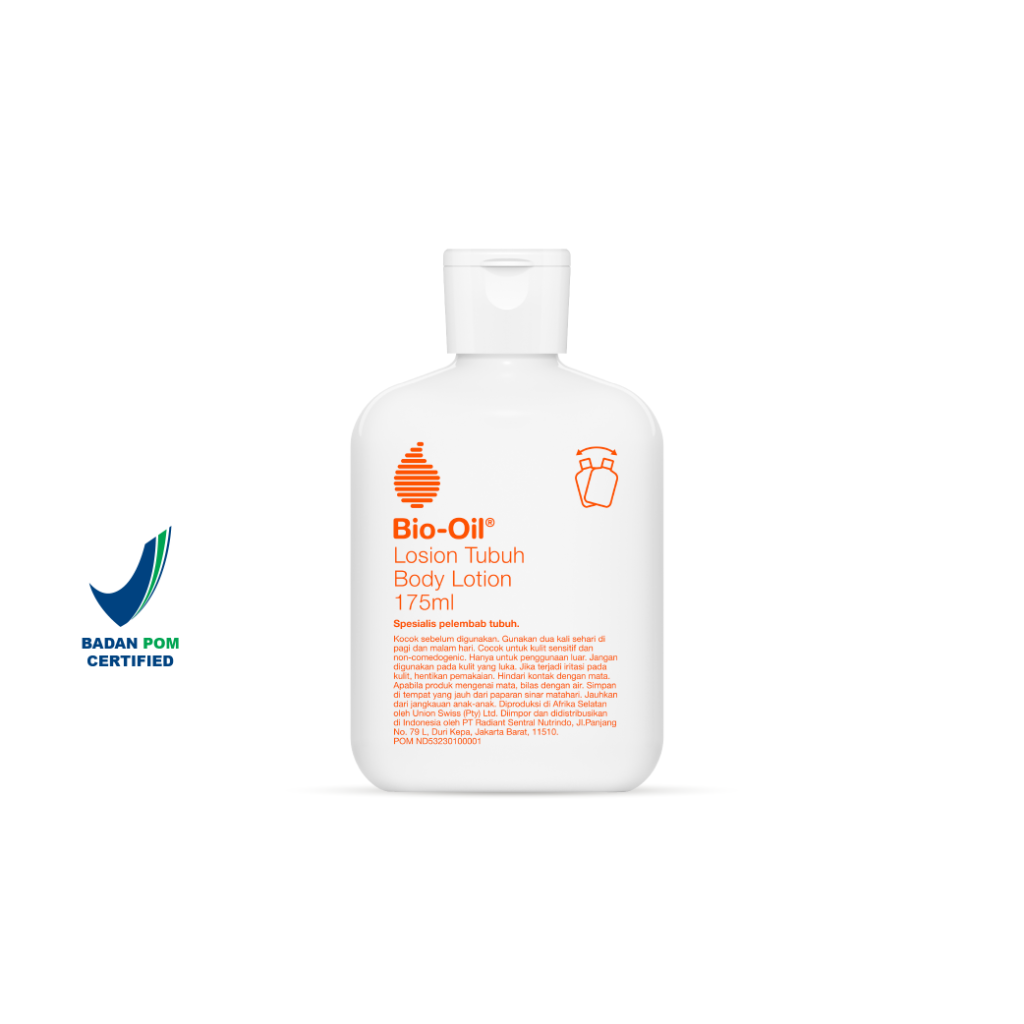 Bio-Oil®
Losion Tubuh
Body Lotion
175ml
Spesialis pelembab tubuh.
Kocok sebelum digunakan. Gunakan dua kali sehari di
pagi dan malam hari. Cocok untuk kulit sensitif dan
non-comedogenic. Hanya untuk penggunaan luar. Jangan
digunakan pada kulit yang luka. Jika terjadi iritasi pada
kulit, hentikan pemakaian. Hindari kontak dengan mata.
Apabila produk mengenai mata, bilas dengan air. Simpan
di tempat yang jauh dari paparan sinar matahari. Jauhkan
dari jangkauan anak-anak. Diproduksi di Afrika Selatan
oleh Union Swiss (Pty) Ltd. Diimpor dan didistribusikan
di Indonesia oleh PT Radiant Sentral Nutrindo, Jl.Panjang
No. 79 L, Duri Kepa, Jakarta Barat, 11510.
POM ND53230100001
BADAN POM
CERTIFIED